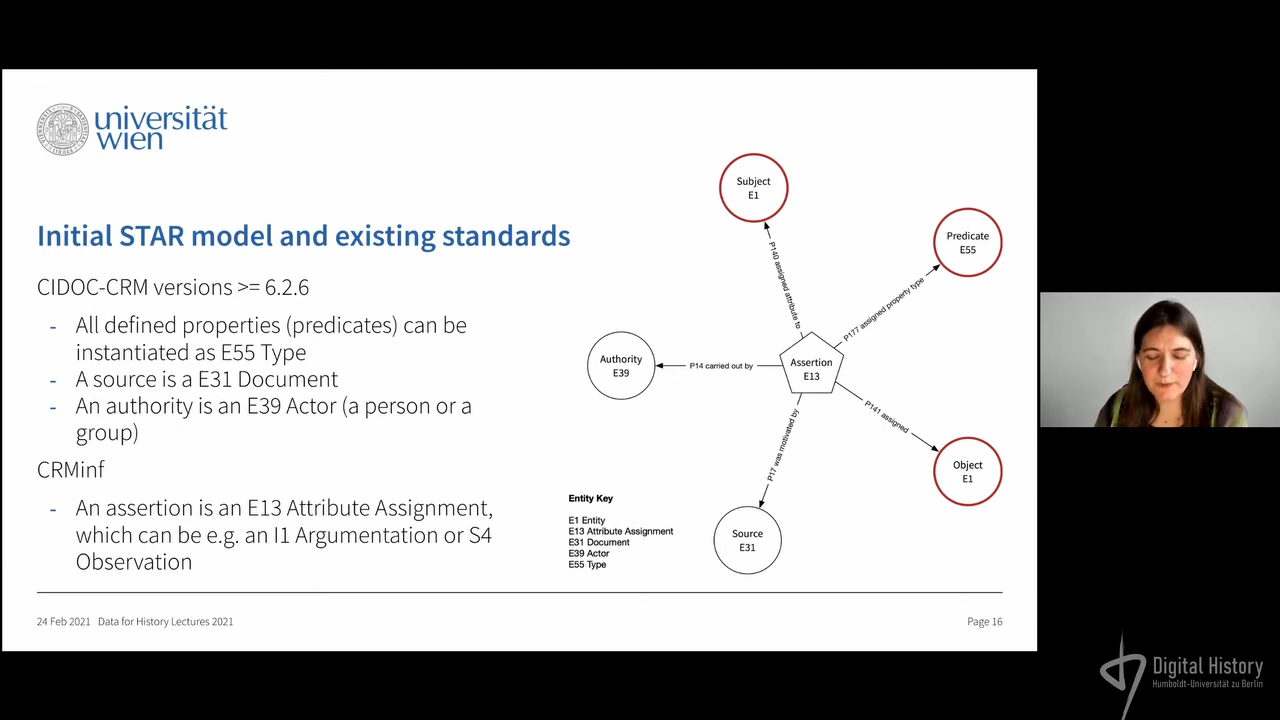 universität
wien
Initial STAR model and existing standards
CIDOC-CRM versions >= 6.2.6
- All defined properties (predicates) can be
instantiated as E55 Type
- A source is a E31 Document
- An authority is an E39 Actor (a person or a
group)
CRMinf
- An assertion is an E13 Attribute Assignment,
which can be e.g. an I1 Argumentation or S4
Observation
Subject
E1
Predicate
E55
P140 assigned attribute to
P177 assigned property type
Authority
E39
P14 carried out by
Assertion
E13
P141 assigned
P17 was motivated by
Object
E1
Source
E31
Entity Key
E1 Entity
E13 Attribute Assignment
E31 Document
E39 Actor
E55 Type
24 Feb 2021 Data for History Lectures 2021
Page 16
Digital History
Humboldt-Universität zu Berlin